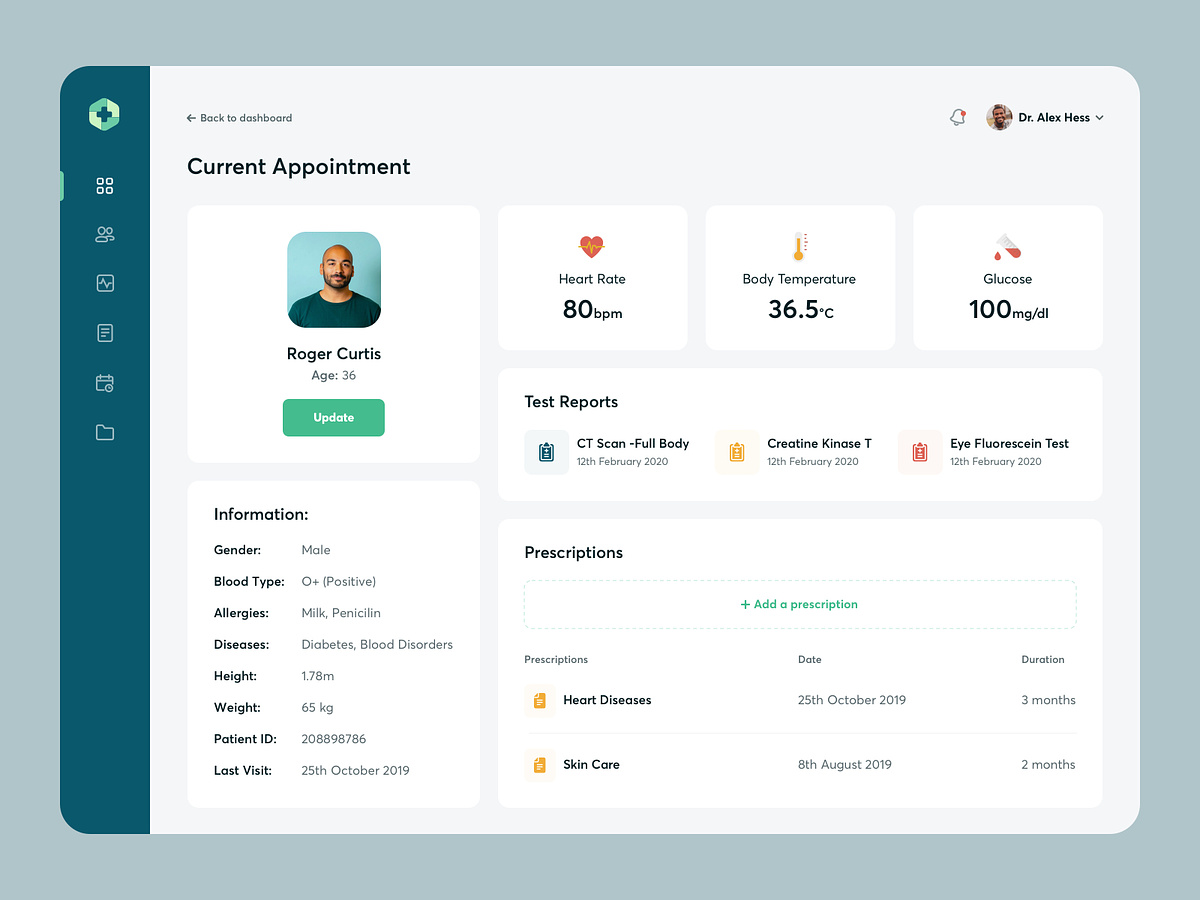 Back to dashboard
Dr. Alex Hess
Current Appointment
Roger Curtis
Age: 36
Update
Heart Rate
80bpm
Body Temperature
36.5°C
Glucose
100mg/dl
Test Reports
CT Scan -Full Body
12th February 2020
Creatine Kinase T
12th February 2020
Eye Fluorescein Test
12th February 2020
Information:
Gender: Male
Blood Type: O+ (Positive)
Allergies: Milk, Penicilin
Diseases: Diabetes, Blood Disorders
Height: 1.78m
Weight: 65 kg
Patient ID: 208898786
Last Visit: 25th October 2019
Prescriptions
+ Add a prescription
Prescriptions Date Duration
Heart Diseases 25th October 2019 3 months
Skin Care 8th August 2019 2 months